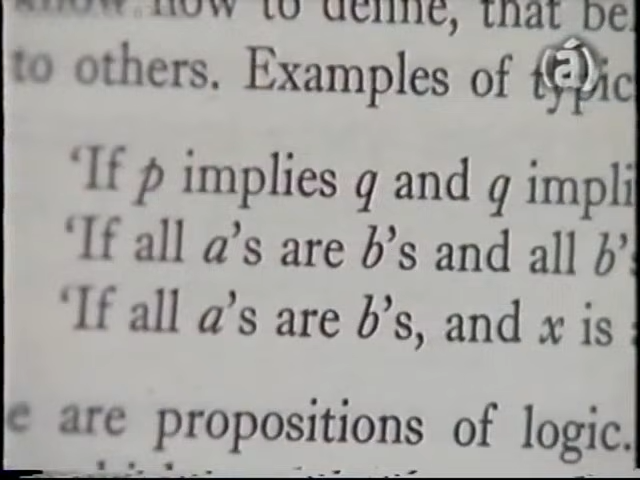 know how to define, that be
to others. Examples of typic
'If p implies q and q impli
'If all a's are b's and all b's
'If all a's are b's, and x is
e are propositions of logic.
á